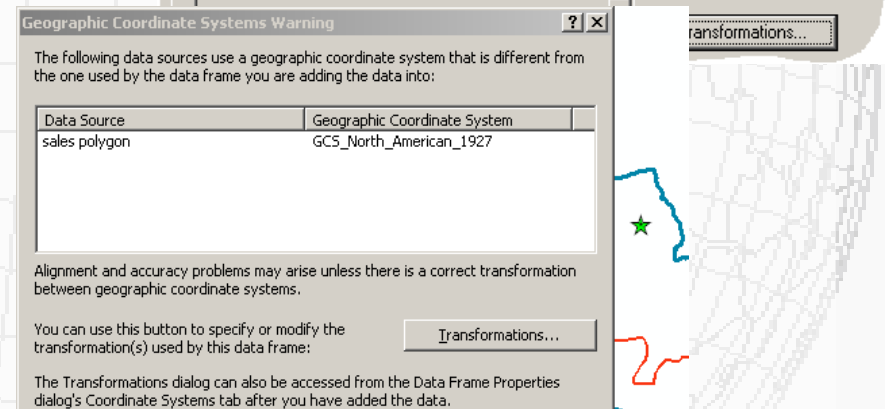 Geographic Coordinate Systems Warning
The following data sources use a geographic coordinate system that is different from
the one used by the data frame you are adding the data into:
Data Source Geographic Coordinate System
sales polygon GCS_North_American_1927
Alignment and accuracy problems may arise unless there is a correct transformation
between geographic coordinate systems.
You can use this button to specify or modify the
transformation(s) used by this data frame:
Transformations...
The Transformations dialog can also be accessed from the Data Frame Properties
dialog's Coordinate Systems tab after you have added the data.
ransformations...